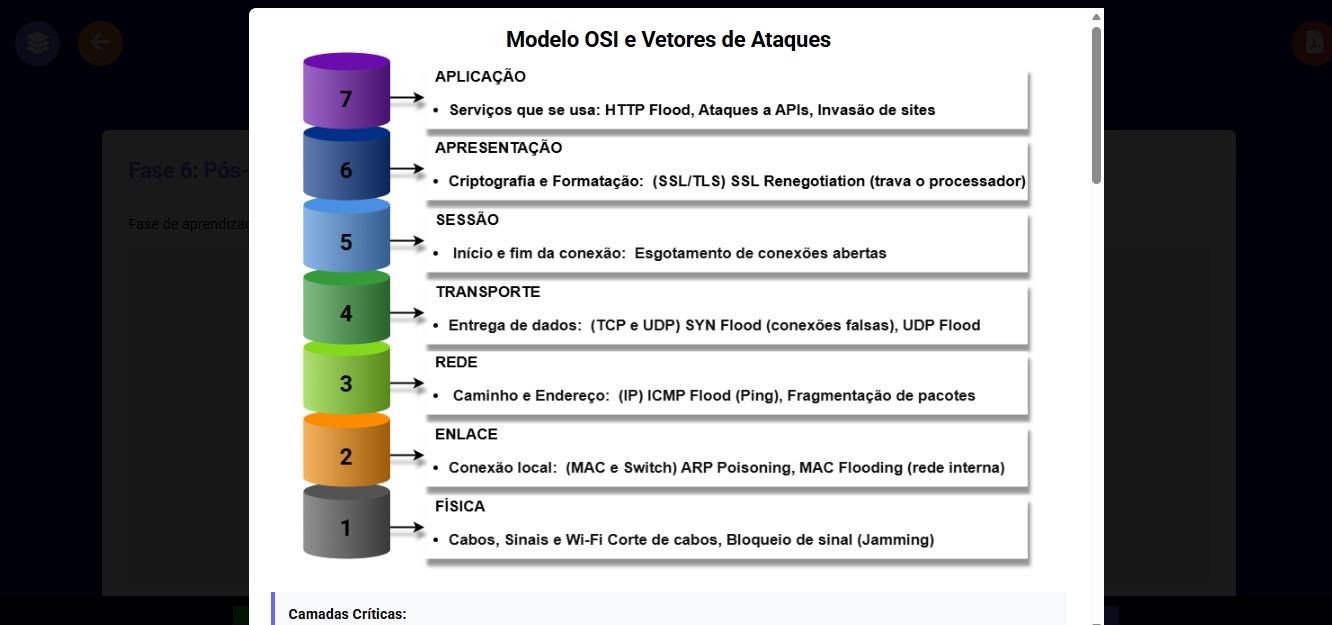 Modelo OSI e Vetores de Ataques
7
APLICAÇÃO
• Serviços que se usa: HTTP Flood, Ataques a APIs, Invasão de sites
6
APRESENTAÇÃO
• Criptografia e Formatação: (SSL/TLS) SSL Renegotiation (trava o processador)
5
SESSÃO
• Início e fim da conexão: Esgotamento de conexões abertas
4
TRANSPORTE
• Entrega de dados: (TCP e UDP) SYN Flood (conexões falsas), UDP Flood
3
REDE
• Caminho e Endereço: (IP) ICMP Flood (Ping), Fragmentação de pacotes
2
ENLACE
• Conexão local: (MAC e Switch) ARP Poisoning, MAC Flooding (rede interna)
1
FÍSICA
• Cabos, Sinais e Wi-Fi Corte de cabos, Bloqueio de sinal (Jamming)
Camadas Críticas:
Fase 6: Pós-
Fase de